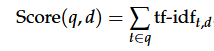 Score(q, d) = ∑ tf-idf_{t,d}
t∈q